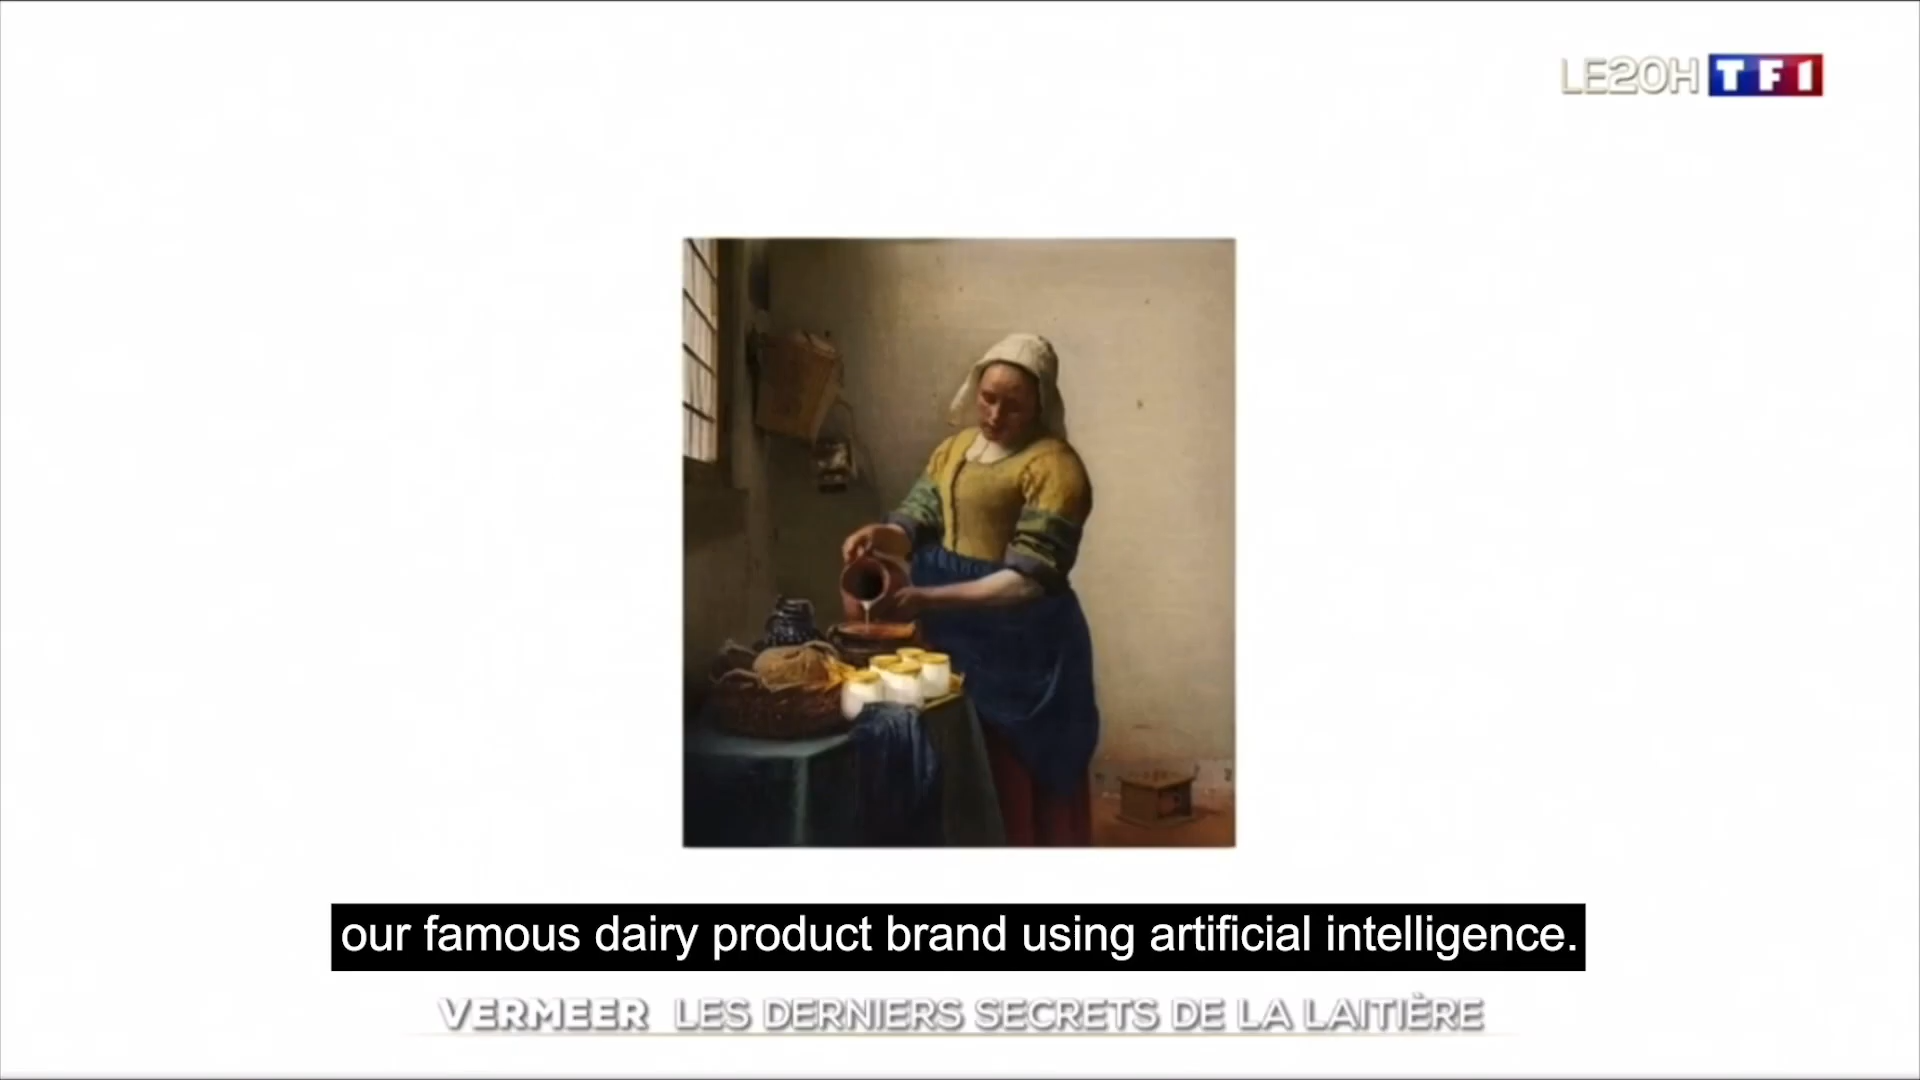 LE20H TF1
our famous dairy product brand using artificial intelligence.
VERMEER LES DERNIERS SECRETS DE LA LAITIÈRE